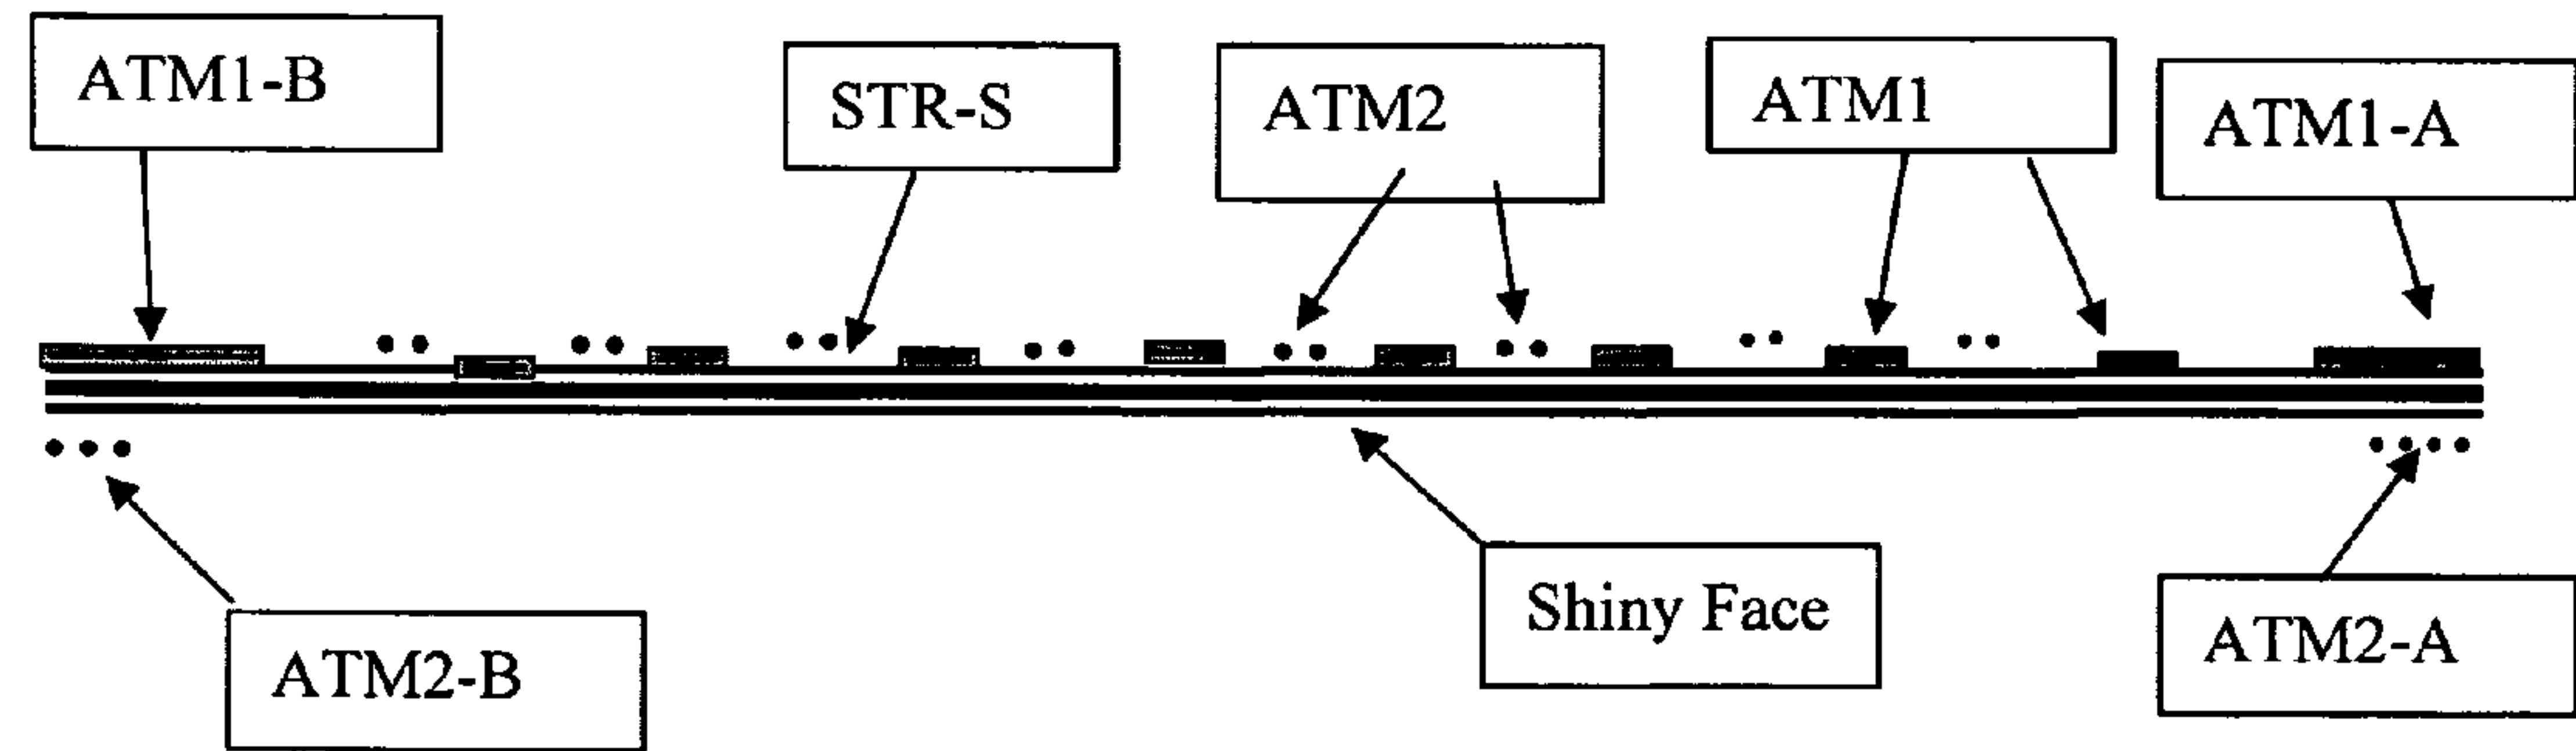 ATM1-B
STR-S
ATM2
ATM1
ATM1-A
Shiny Face
ATM2-B
ATM2-A